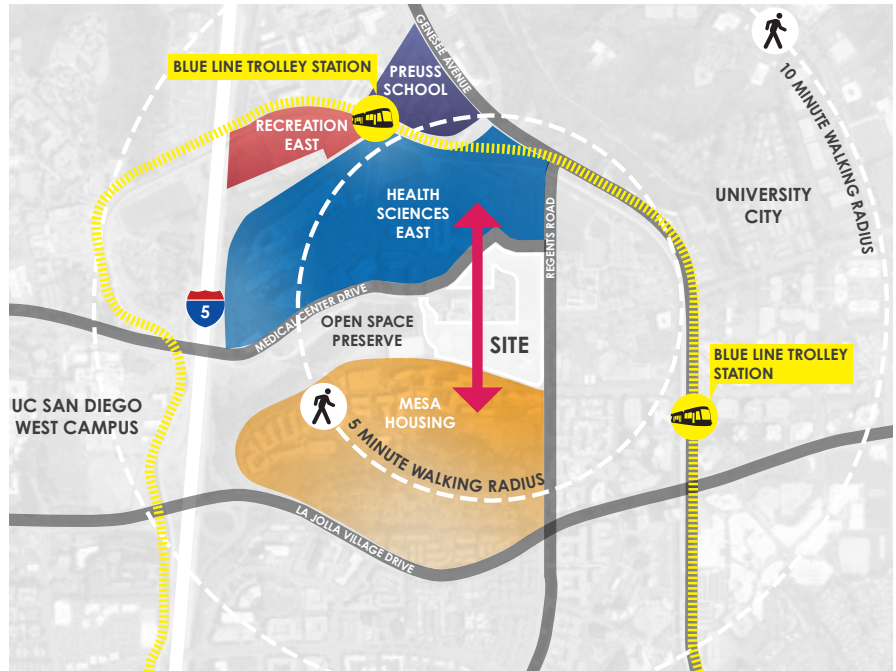 BLUE LINE TROLLEY STATION
PREUSS
SCHOOL
GENESEE AVENUE
10 MINUTE WALKING RADIUS
RECREATION
EAST
HEALTH
SCIENCES
EAST
UNIVERSITY
CITY
REGENTS ROAD
5
MEDICAL CENTER DRIVE
OPEN SPACE
PRESERVE
SITE
BLUE LINE TROLLEY
STATION
UC SAN DIEGO
WEST CAMPUS
MESA
HOUSING
5 MINUTE WALKING RADIUS
LA JOLLA VILLAGE DRIVE